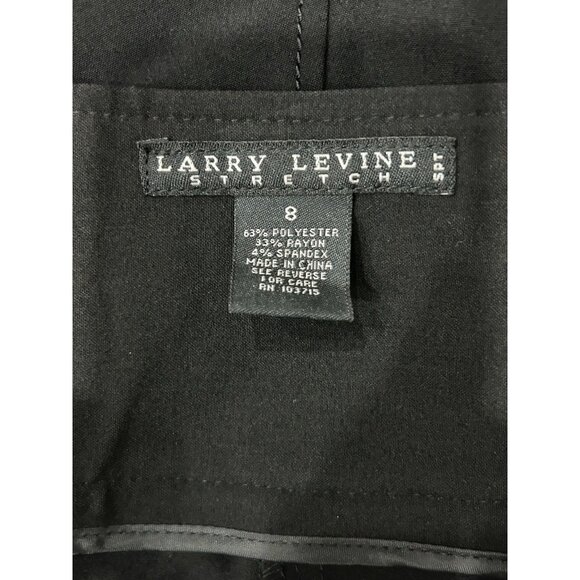 LARRY LEVINE SPT
STRETCH
8
63% POLYESTER
33% RAYON
4% SPANDEX
MADE IN CHINA
SEE REVERSE
FOR CARE
RN 103715